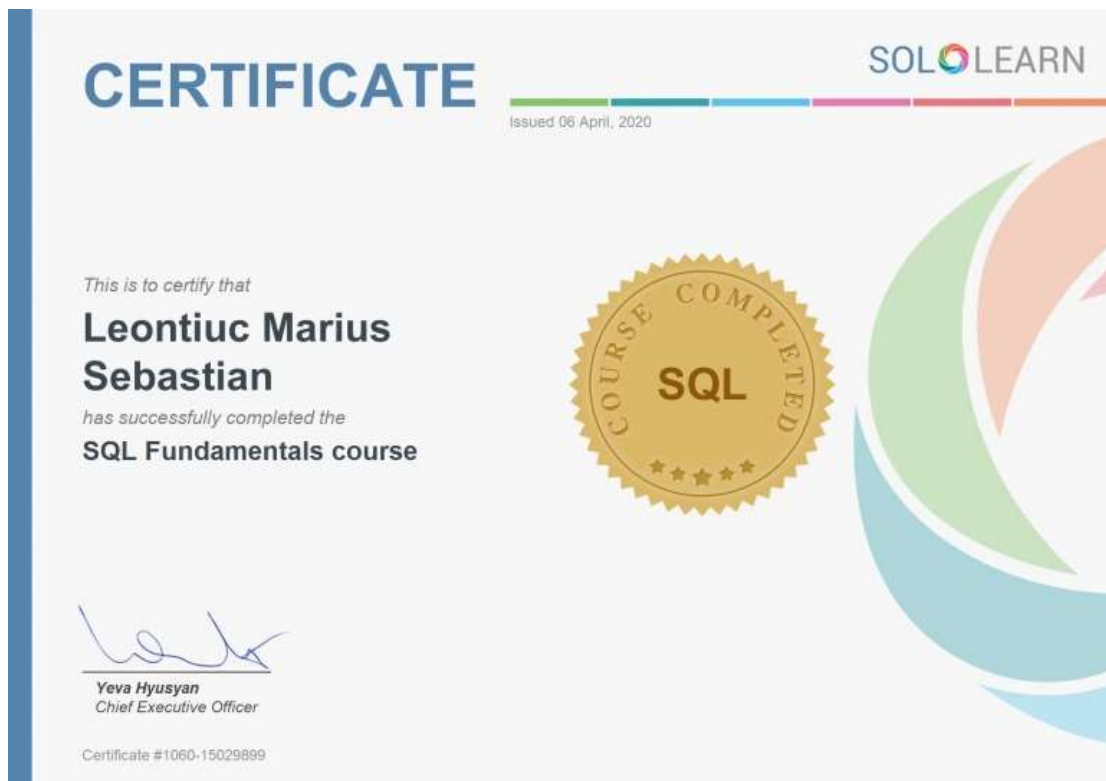 CERTIFICATE
SOLOLEARN
Issued 06 April, 2020
This is to certify that
Leontiuc Marius
Sebastian
has successfully completed the
SQL Fundamentals course
COURSE COMPLETED
SQL
Yeva Hyusyan
Chief Executive Officer
Certificate #1060-15029899